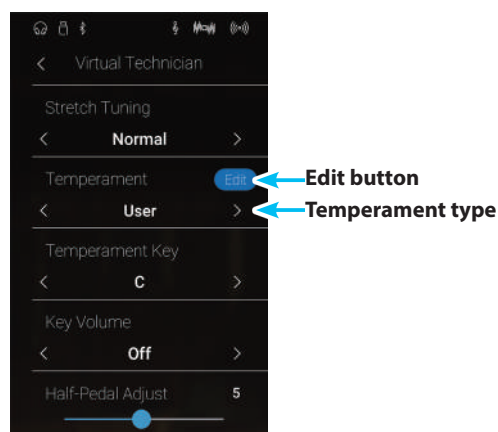 Virtual Technician
Stretch Tuning
Normal
Temperament Edit
User
Temperament Key
C
Key Volume
Off
Half-Pedal Adjust 5
Edit button
Temperament type